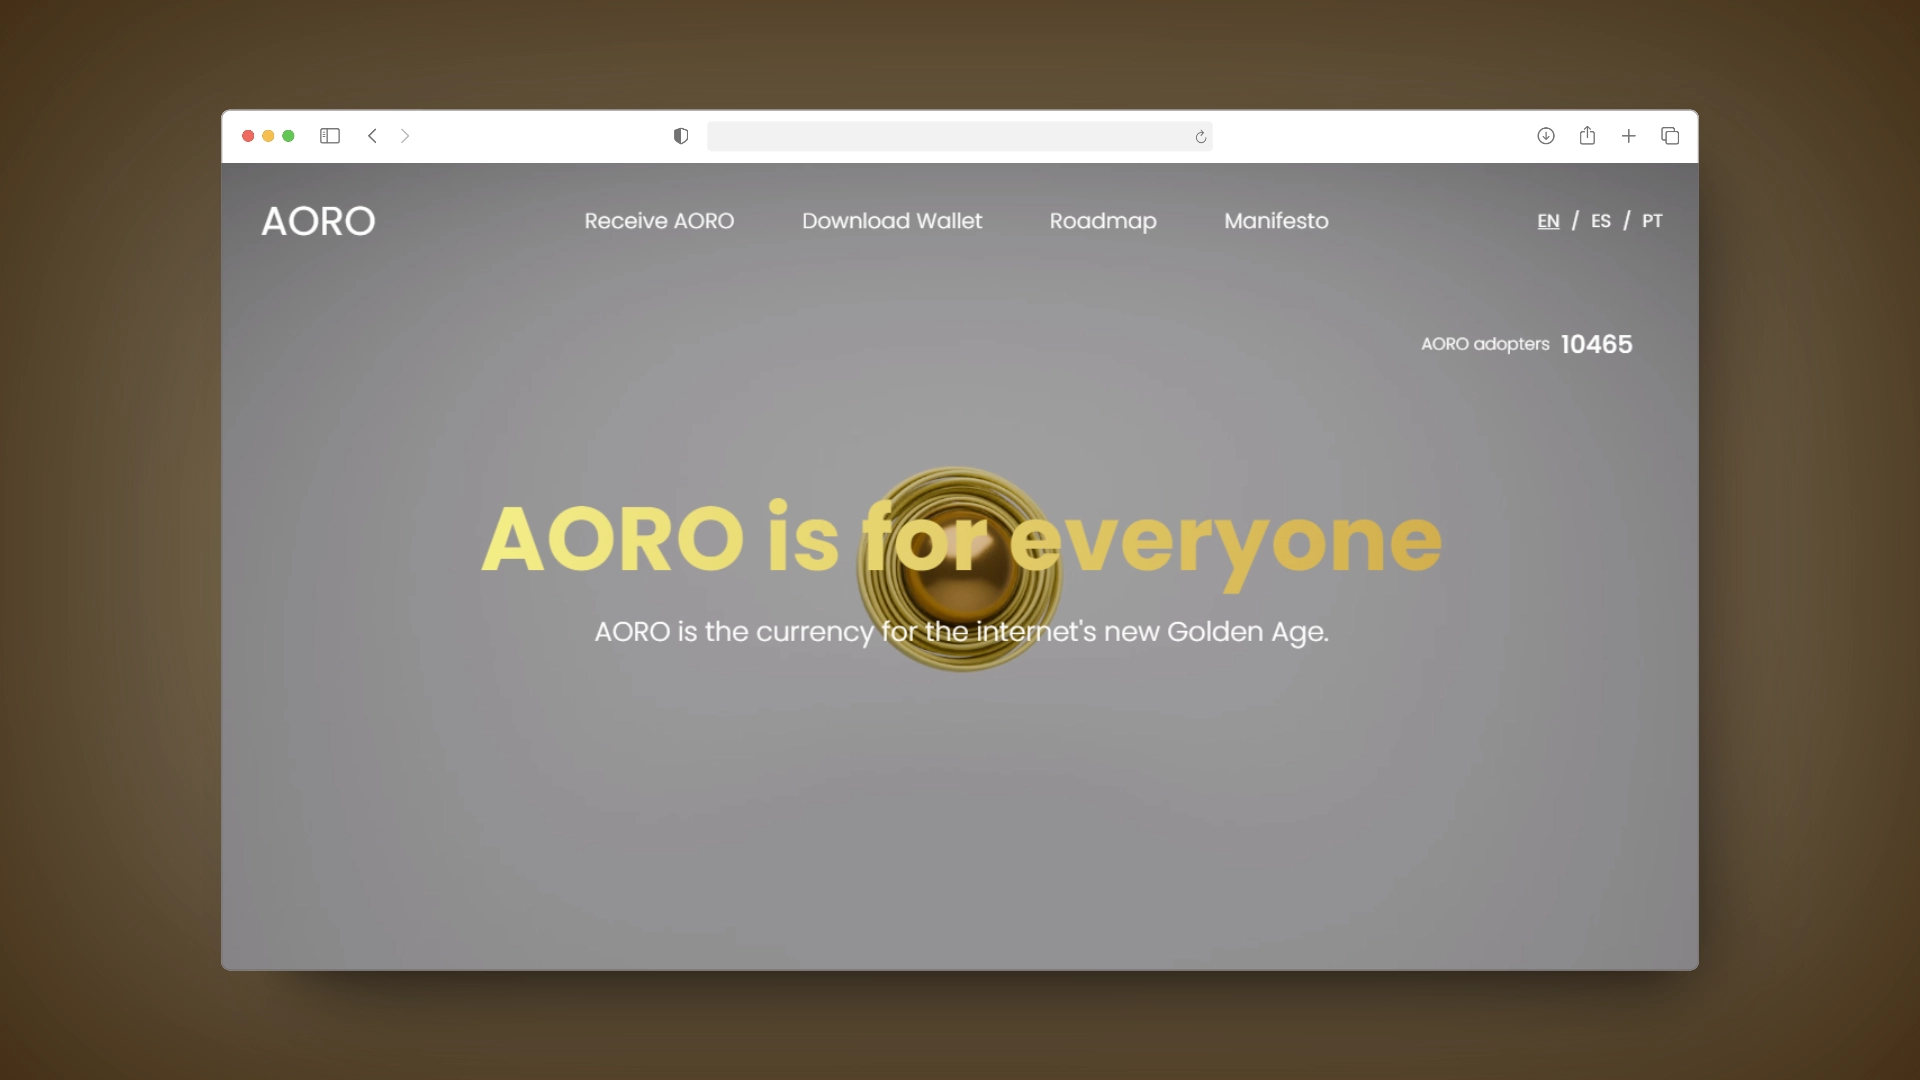 AORO
Receive AORO
Download Wallet
Roadmap
Manifesto
EN / ES / PT
AORO adopters 10465
AORO is for everyone
AORO is the currency for the internet's new Golden Age.